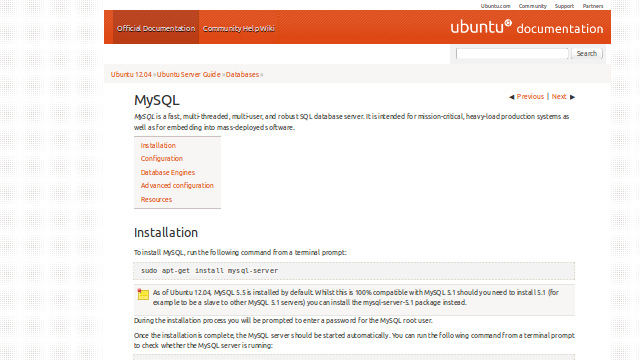 Ubuntu.com Community Support Partners
Official Documentation Community Help Wiki
ubuntu documentation
Search
Ubuntu 12.04 » Ubuntu Server Guide » Databases »
◀ Previous | Next ▶
MySQL
MySQL is a fast, multi-threaded, multi-user, and robust SQL database server. It is intended for mission-critical, heavy-load production systems as
well as for embedding into mass-deployed software.
Installation
Configuration
Database Engines
Advanced configuration
Resources
Installation
To install MySQL, run the following command from a terminal prompt:
sudo apt-get install mysql-server
As of Ubuntu 12.04, MySQL 5.5 is installed by default. Whilst this is 100% compatible with MySQL 5.1 should you need to install 5.1 (for
example to be a slave to other MySQL 5.1 servers) you can install the mysql-server-5.1 package instead.
During the installation process you will be prompted to enter a password for the MySQL root user.
Once the installation is complete, the MySQL server should be started automatically. You can run the following command from a terminal prompt
to check whether the MySQL server is running: